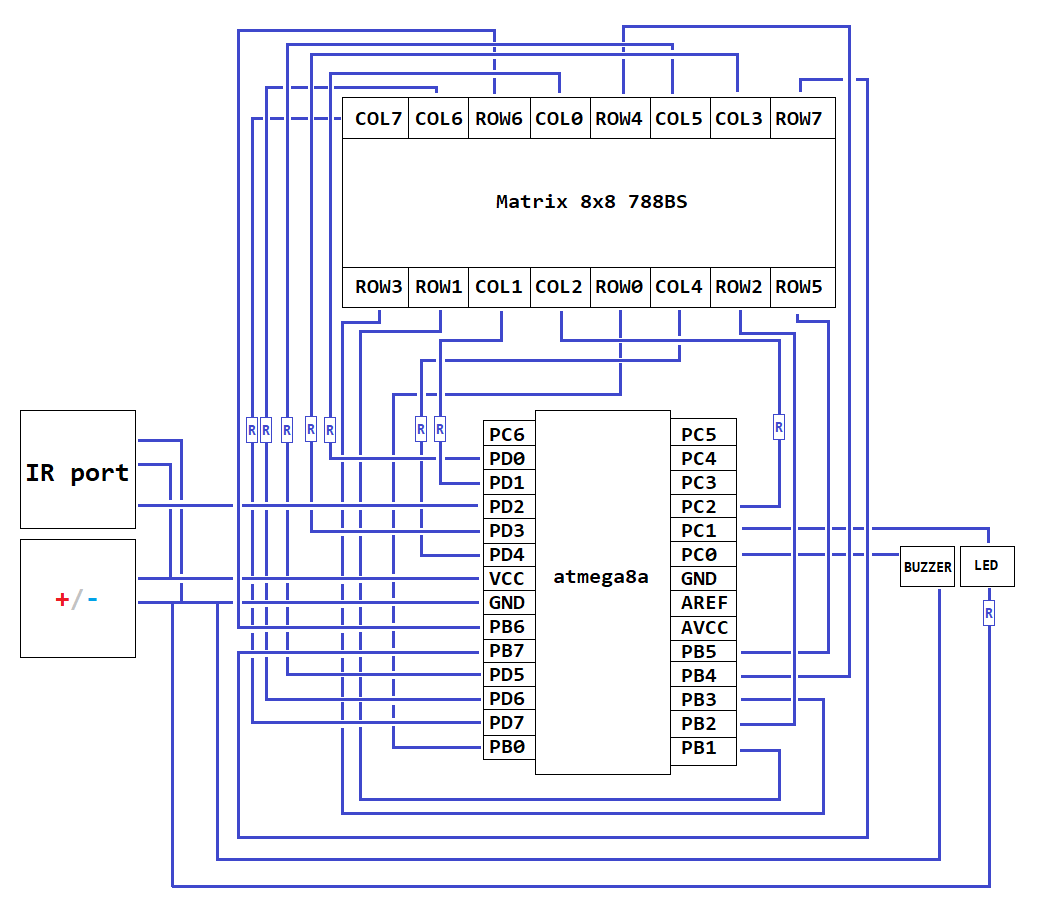 COL7 COL6 ROW6 COL0 ROW4 COL5 COL3 ROW7
Matrix 8x8 788BS
ROW3 ROW1 COL1 COL2 ROW0 COL4 ROW2 ROW5
R R R R R R R R
IR port
+/-
atmega8a
PC6
PD0
PD1
PD2
PD3
PD4
VCC
GND
PB6
PB7
PD5
PD6
PD7
PB0
PC5
PC4
PC3
PC2
PC1
PC0
GND
AREF
AVCC
PB5
PB4
PB3
PB2
PB1
BUZZER
LED
R